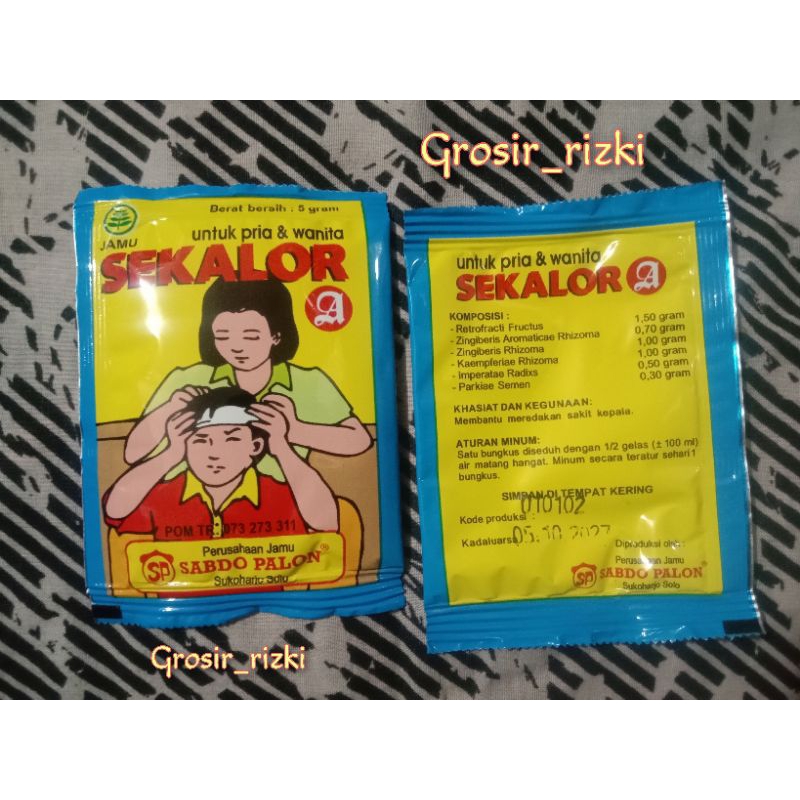 Grosir_rizki
Berat bersih : 5 gram
JAMU
untuk pria & wanita
SEKALOR
A
POM TR. 073 273 311
Perusahaan Jamu
SP SABDO PALON®
Sukoharjo Solo
Grosir_rizki
untuk pria & wanita
SEKALOR A
KOMPOSISI :
- Retrofracti Fructus 1,50 gram
- Zingiberis Aromaticae Rhizoma 0,70 gram
- Zingiberis Rhizoma 1,00 gram
- Kaempferiae Rhizoma 1,00 gram
- Imperatae Radixs 0,50 gram
- Parkiae Semen 0,30 gram
KHASIAT DAN KEGUNAAN:
Membantu meredakan sakit kepala.
ATURAN MINUM:
Satu bungkus diseduh dengan 1/2 gelas (± 100 ml)
air matang hangat. Minum secara teratur sehari 1
bungkus.
SIMPAN DI TEMPAT KERING
010102
Kode produksi :
Kadaluarsa 05.10 2027
Diproduksi oleh :
Perusahaan Jamu
SP SABDO PALON®
Sukoharjo Solo